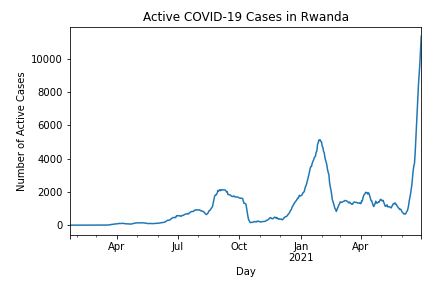 Active COVID-19 Cases in Rwanda
Number of Active Cases
10000
8000
6000
4000
2000
0
Apr
Jul
Oct
Jan
2021
Apr
Day